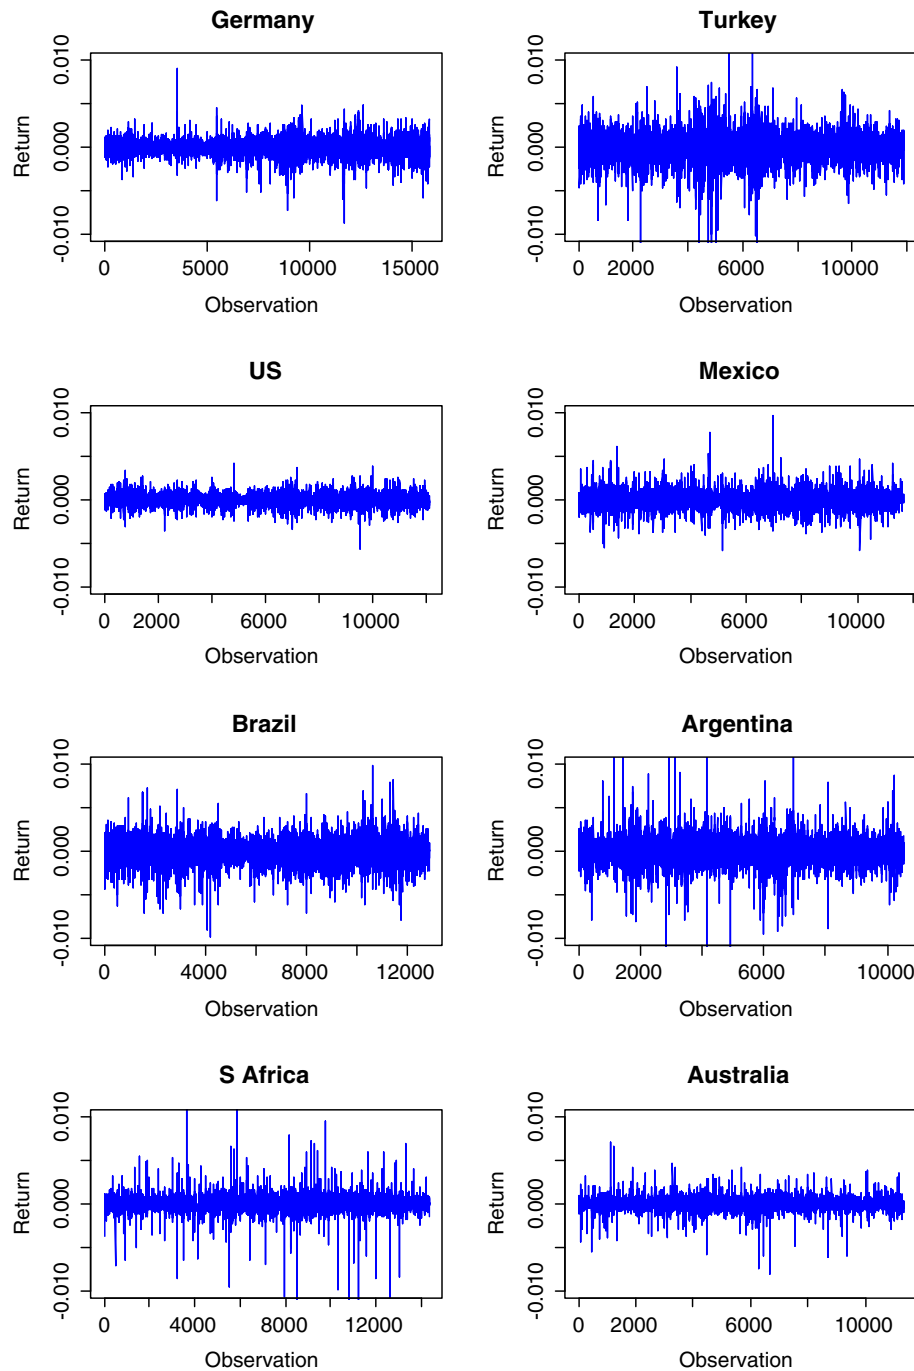 Germany
Return
0.010
0.000
-0.010
0 5000 10000 15000
Observation
Turkey
Return
0.010
0.000
-0.010
0 2000 6000 10000
Observation
US
Return
0.010
0.000
-0.010
0 2000 6000 10000
Observation
Mexico
Return
0.010
0.000
-0.010
0 2000 6000 10000
Observation
Brazil
Return
0.010
0.000
-0.010
0 4000 8000 12000
Observation
Argentina
Return
0.010
0.000
-0.010
0 2000 6000 10000
Observation
S Africa
Return
0.010
0.000
-0.010
0 4000 8000 12000
Observation
Australia
Return
0.010
0.000
-0.010
0 2000 6000 10000
Observation